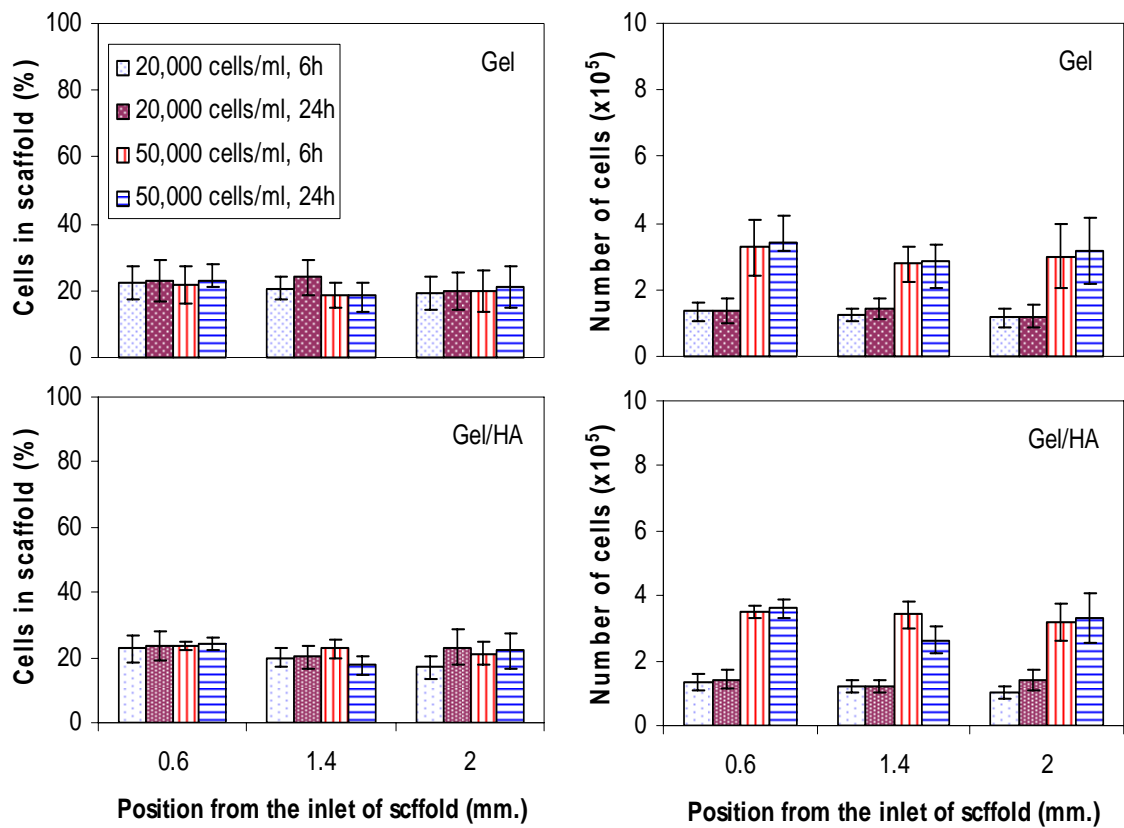 Cells in scaffold (%)
100
80
60
40
20
0
Gel
20,000 cells/ml, 6h
20,000 cells/ml, 24h
50,000 cells/ml, 6h
50,000 cells/ml, 24h
Number of cells (x10⁵)
10
8
6
4
2
0
Gel
Cells in scaffold (%)
100
80
60
40
20
0
Gel/HA
0.6 1.4 2
Position from the inlet of scffold (mm.)
Number of cells (x10⁵)
10
8
6
4
2
0
Gel/HA
0.6 1.4 2
Position from the inlet of scffold (mm.)